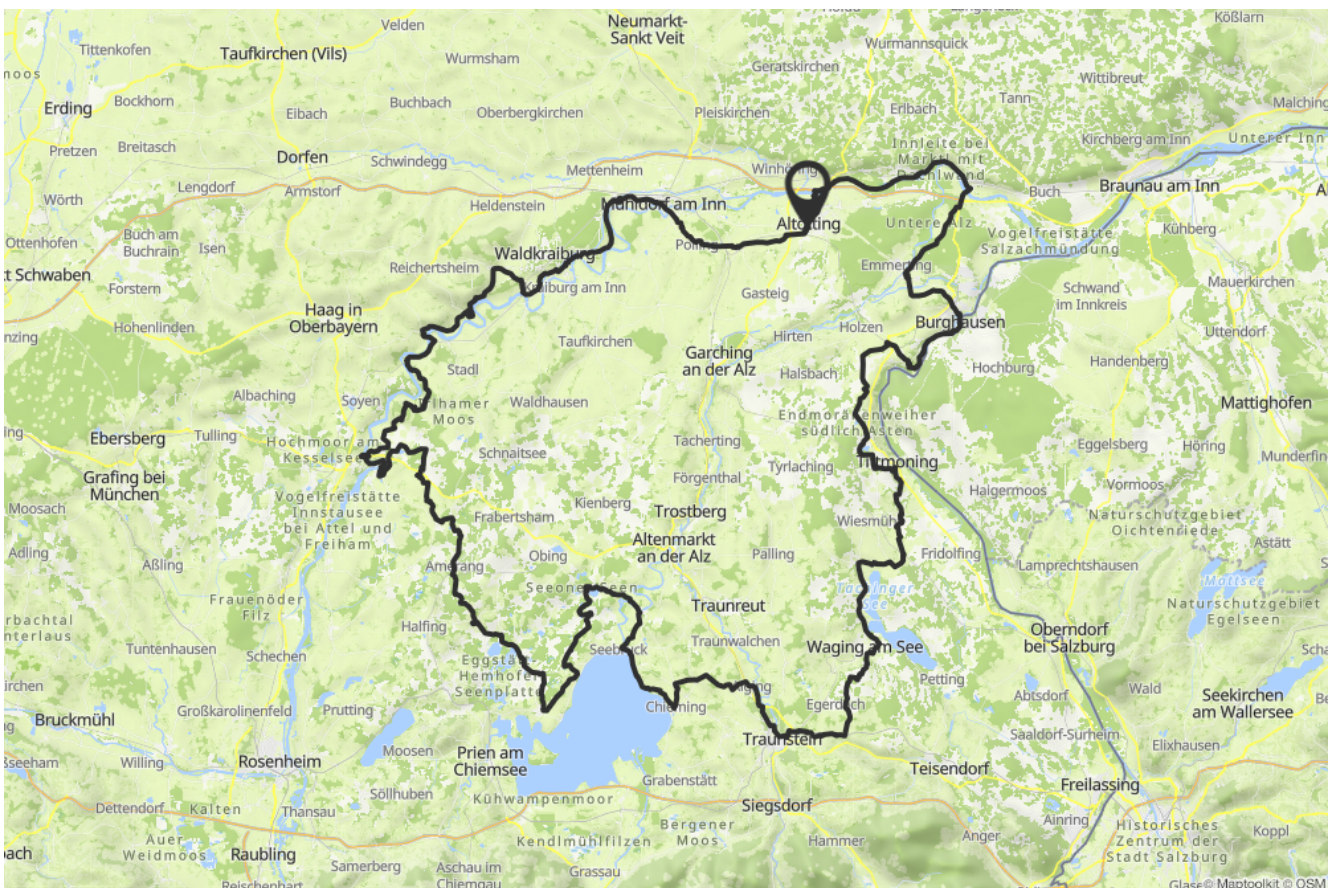 Velden
Neumarkt-
Sankt Veit
Kößlarn
Tittenkofen
Taufkirchen (Vils)
Wurmsham
Wurmannsquick
Geratskirchen
Wittibreut
moos
Erding
Bockhorn
Eibach
Buchbach
Oberbergkirchen
Pleiskirchen
Erlbach
Tann
Malching
Pretzen
Breitasch
Dorfen
Schwindegg
Mettenheim
Winhöring
Innleite bei
Marktl mit
Kirchberg am Inn
Unterer Inn
Wörth
Lengdorf
Armstorf
Heldenstein
Mühldorf am Inn
Buch
Braunau am Inn
Ottenhofen
Buch am
Buchrain
Isen
Polling
Altötting
Untere Alz
Vogelfreistätte
Salzachmündung
Kühberg
t Schwaben
Forstern
Reichertsheim
Waldkraiburg
Kraiburg am Inn
Gasteig
Emmerting
Schwand
im Innkreis
Mauerkirchen
Hohenlinden
Haag in
Oberbayern
Taufkirchen
Hirten
Holzen
Burghausen
Uttendorf
nzing
Garching
an der Alz
Halsbach
Hochburg
Handenberg
Stadl
Albaching
Soyen
Waldhausen
Moos
Endmoränenweiher
südlich Asten
Mattighofen
Ebersberg
Tulling
Hochmoor am
Kesselsee
Schnaitsee
Tacherting
Tyrlaching
Tittmoning
Eggelsberg
Höring
Munderfing
Grafing bei
München
Förgenthal
Haigermoos
Vormoos
Moosach
Vogelfreistätte
Innstausee
bei Attel und
Freiham
Frabertsham
Kienberg
Trostberg
Wiesmühl
Naturschutzgebiet
Oichtenriede
Adling
Aßling
Amerang
Obing
Altenmarkt
an der Alz
Palling
Fridolfing
Lamprechtshausen
Astätt
Frauenöder
Filz
Seeoner Seen
Traunreut
Tachinger
See
Mattsee
Naturschutzgebiet
Egelseen
Halfing
Seebruck
Traunwalchen
Waging am See
Oberndorf
bei Salzburg
Tuntenhausen
Schechen
Eggstätt-
Hemhofer
Seenplatte
Petting
Abtsdorf
Wald
Seekirchen
am Wallersee
irchen
Großkarolinenfeld
Prutting
Chieming
Egerdach
Saaldorf-Surheim
Bruckmühl
Prien am
Chiemsee
Traunstein
Elixhausen
Willing
Rosenheim
Moosen
Grabenstätt
Teisendorf
Freilassing
Dettendorf
Kalten
Thansau
Söllhuben
Kühwampenmoor
Siegsdorf
Ainring
Historisches
Zentrum der
Stadt Salzburg
Koppl
Auer
Weidmoos
Raubling
Samerberg
Aschau im
Chiemgau
Kendlmühlfilzen
Grassau
Bergener
Moos
Hammer
Anger
Reischenhart
© Maptoolkit © OSM